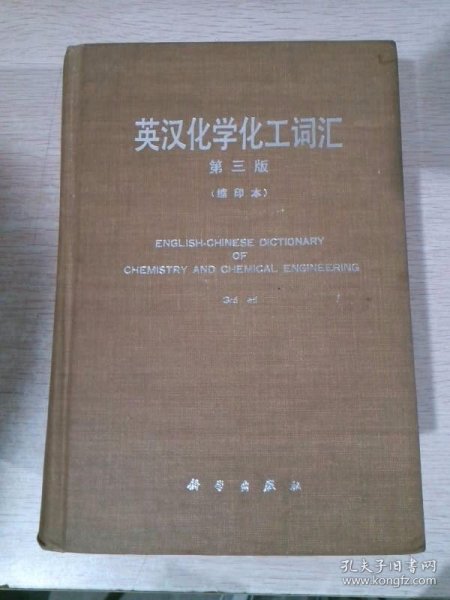 英汉化学化工词汇
第三版
(缩印本)
ENGLISH-CHINESE DICTIONARY
OF
CHEMISTRY AND CHEMICAL ENGINEERING
3rd ed
科学出版社
孔夫子旧书网
www.kongfz.com